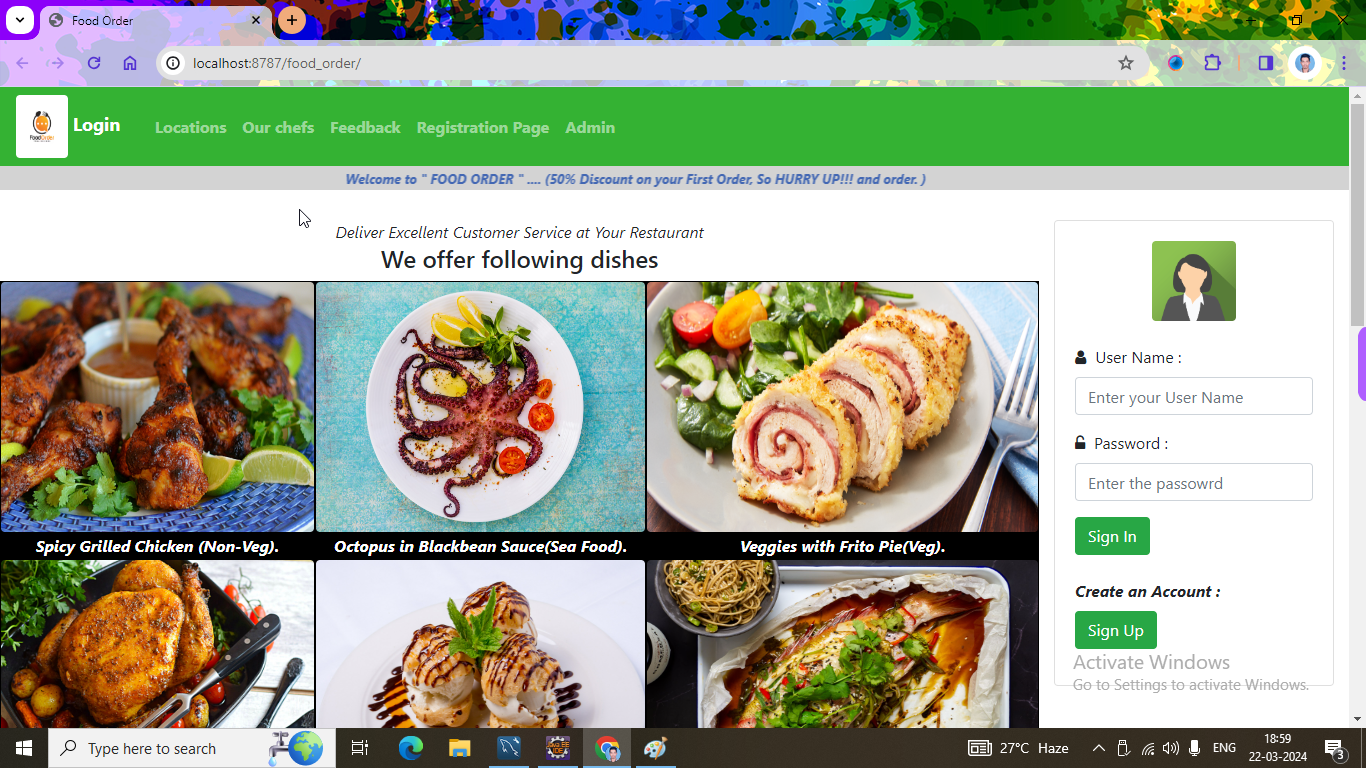 Food Order
localhost:8787/food_order/
FoodOrder
Login
Locations
Our chefs
Feedback
Registration Page
Admin
Welcome to " FOOD ORDER " .... (50% Discount on your First Order, So HURRY UP!!! and order. )
Deliver Excellent Customer Service at Your Restaurant
We offer following dishes
Spicy Grilled Chicken (Non-Veg).
Octopus in Blackbean Sauce(Sea Food).
Veggies with Frito Pie(Veg).
User Name :
Enter your User Name
Password :
Enter the passowrd
Sign In
Create an Account :
Sign Up
Activate Windows
Go to Settings to activate Windows.
Type here to search
27°C Haze
ENG
18:59
22-03-2024
3